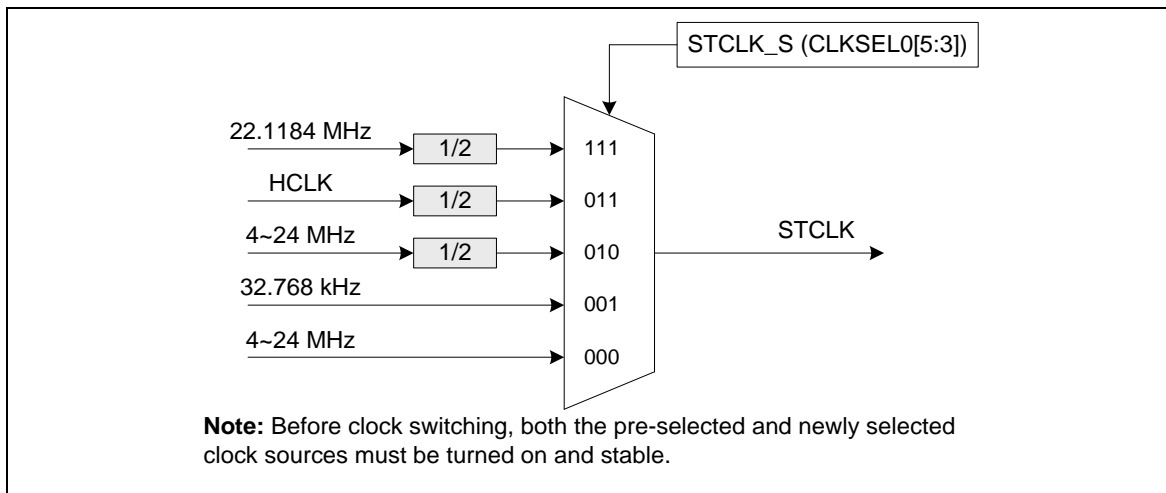 STCLK_S (CLKSEL0[5:3])
22.1184 MHz
1/2
111
HCLK
1/2
011
4~24 MHz
1/2
010
STCLK
32.768 kHz
001
4~24 MHz
000
Note: Before clock switching, both the pre-selected and newly selected
clock sources must be turned on and stable.